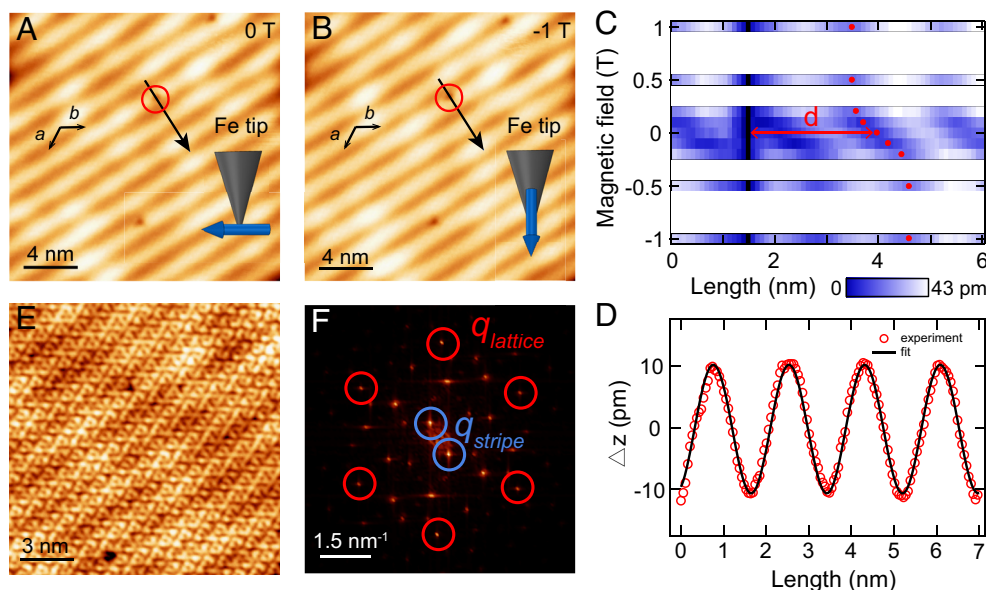 A
0 T
a
b
Fe tip
4 nm
B
-1 T
a
b
Fe tip
4 nm
C
Magnetic field (T)
1
0.5
0
-0.5
-1
d
0 2 4 6
Length (nm)
0 43 pm
E
3 nm
F
q lattice
q stripe
1.5 nm⁻¹
D
△z (pm)
10
0
-10
experiment
fit
0 1 2 3 4 5 6 7
Length (nm)